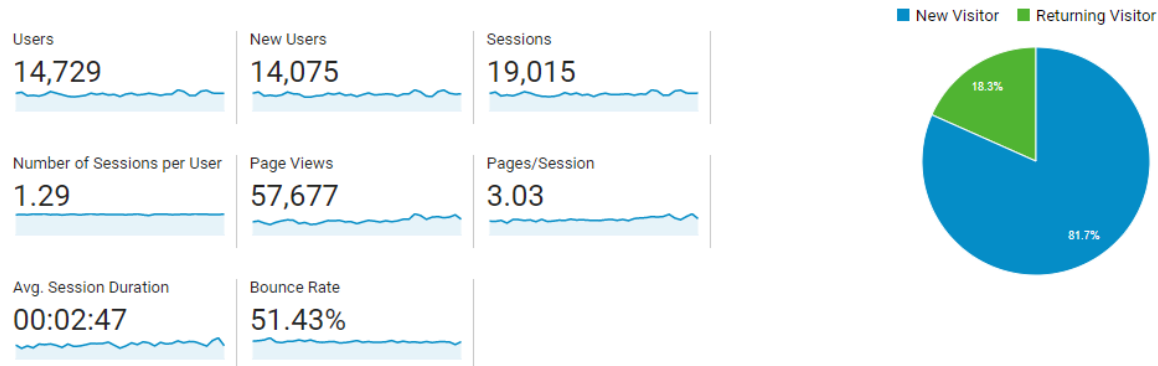 New Visitor Returning Visitor
Users New Users Sessions
14,729 14,075 19,015
18.3%
Number of Sessions per User Page Views Pages/Session
1.29 57,677 3.03
81.7%
Avg. Session Duration Bounce Rate
00:02:47 51.43%